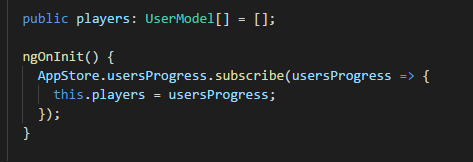 public players: UserModel[] = [];
ngOnInit() {
AppStore.usersProgress.subscribe(usersProgress => {
this.players = usersProgress;
});
}